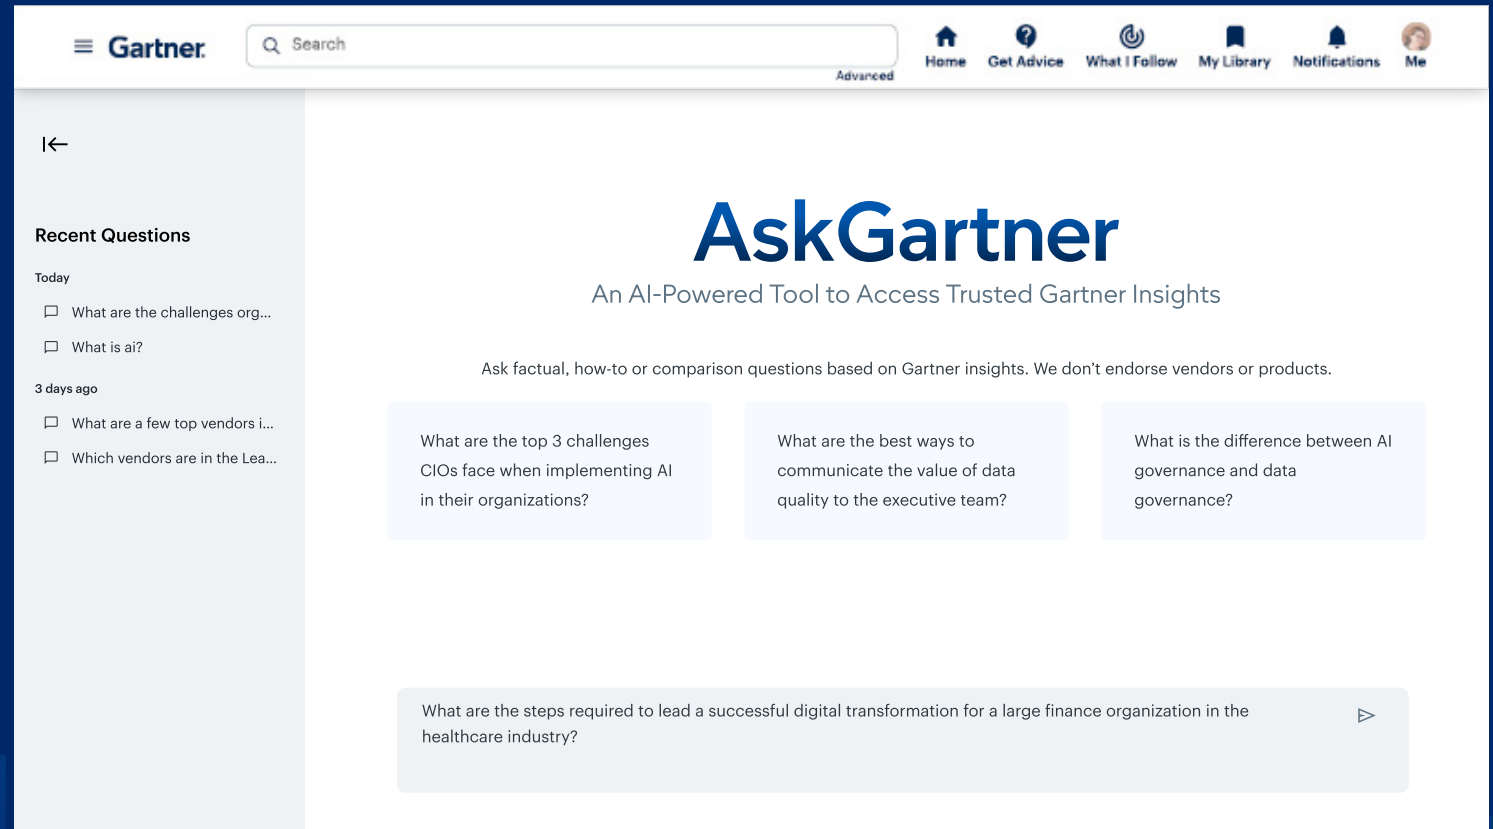 Gartner.
Search
Advanced
Home
Get Advice
What I Follow
My Library
Notifications
Me
Recent Questions
Today
What are the challenges org...
What is ai?
3 days ago
What are a few top vendors i...
Which vendors are in the Lea...
AskGartner
An AI-Powered Tool to Access Trusted Gartner Insights
Ask factual, how-to or comparison questions based on Gartner insights. We don't endorse vendors or products.
What are the top 3 challenges
CIOs face when implementing AI
in their organizations?
What are the best ways to
communicate the value of data
quality to the executive team?
What is the difference between AI
governance and data
governance?
What are the steps required to lead a successful digital transformation for a large finance organization in the
healthcare industry?